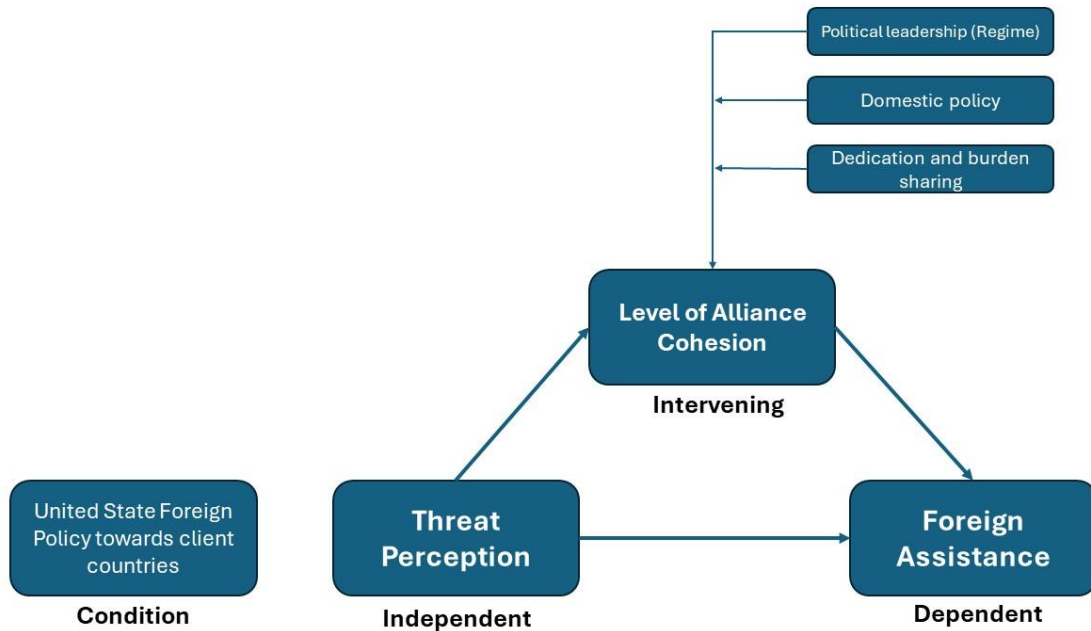 Political leadership (Regime)
Domestic policy
Dedication and burden
sharing
Level of Alliance
Cohesion
Intervening
United State Foreign
Policy towards client
countries
Condition
Threat
Perception
Independent
Foreign
Assistance
Dependent